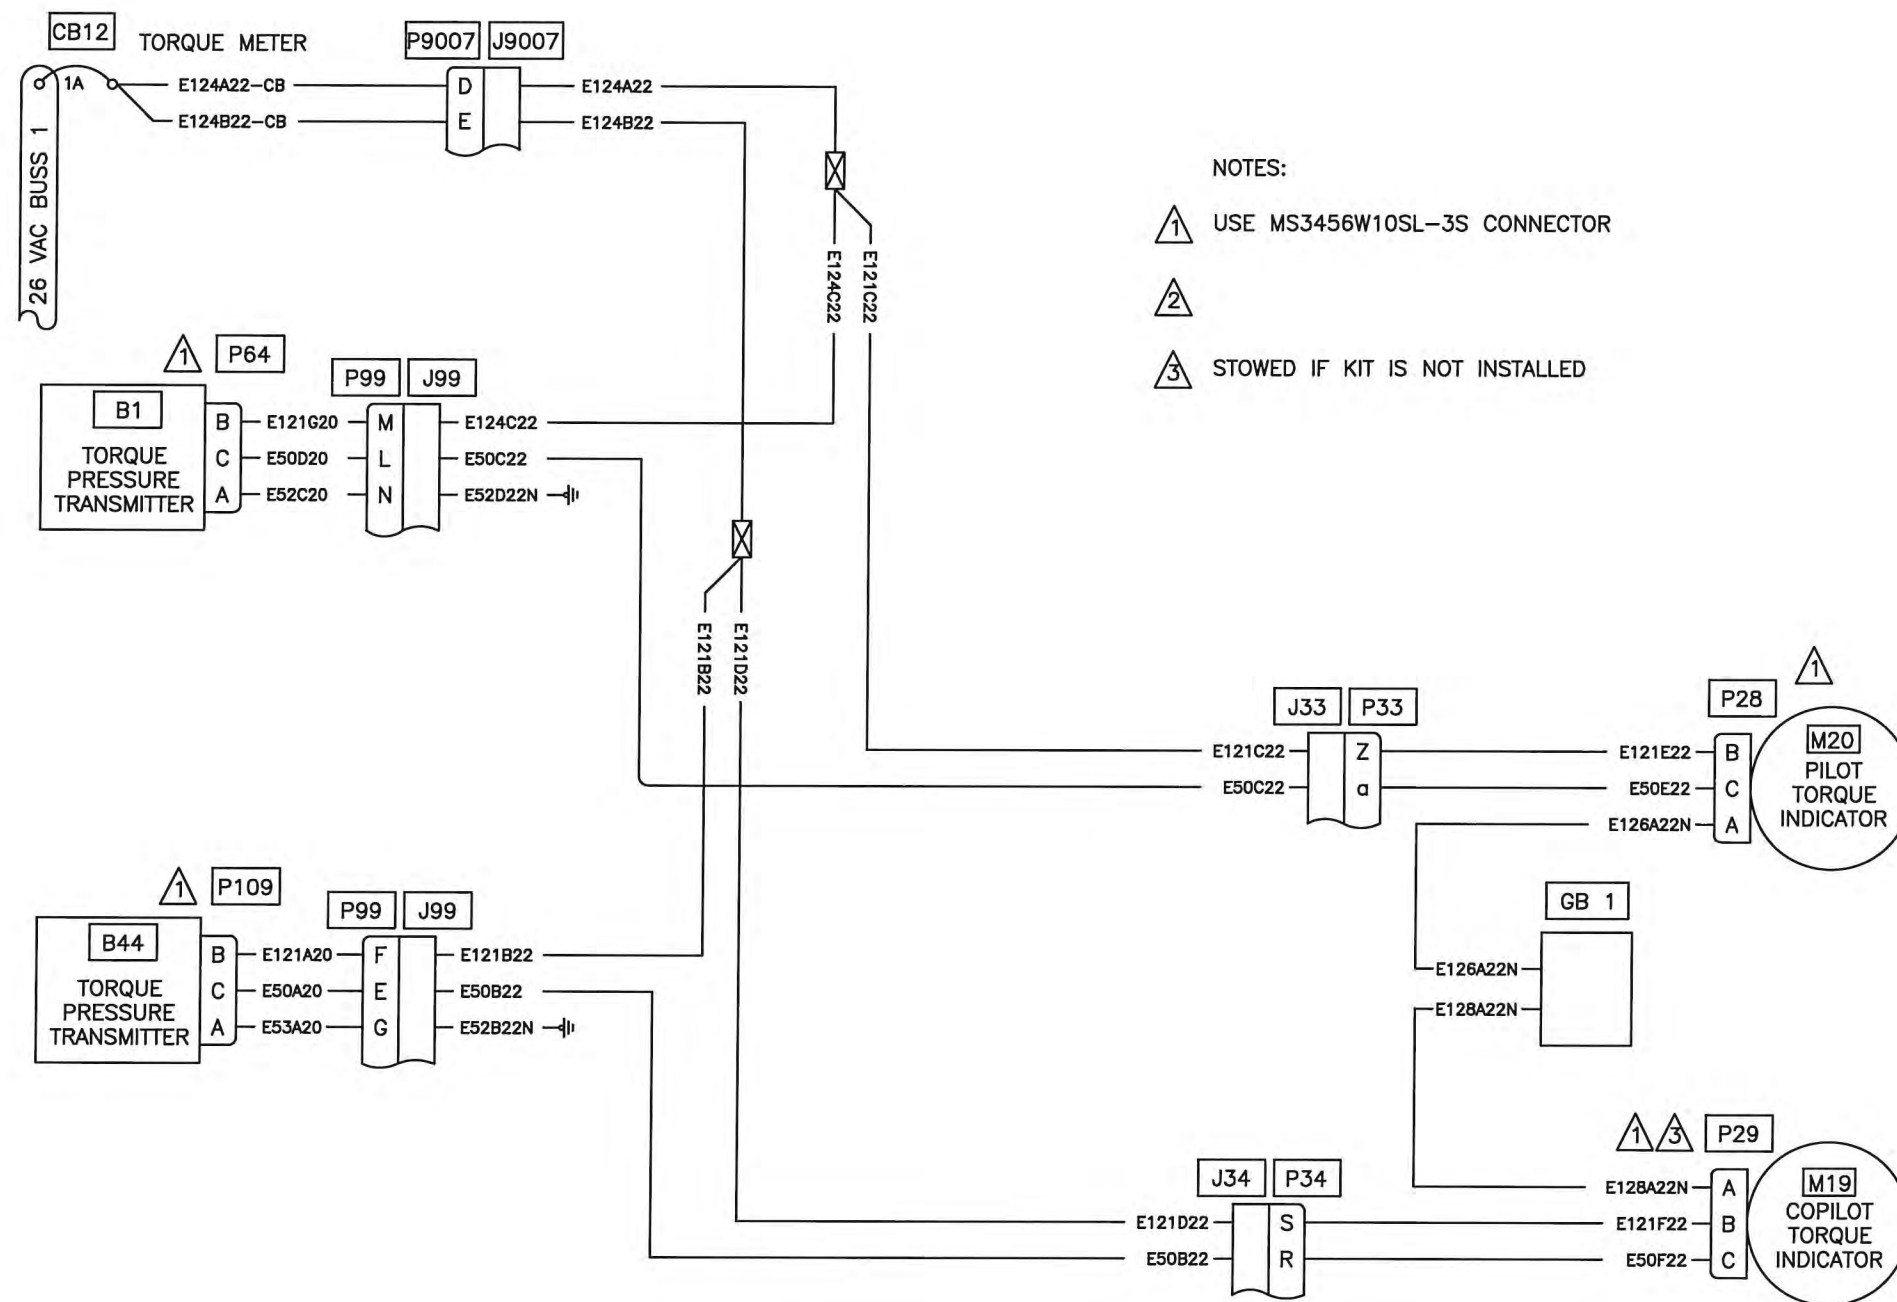 CB12
TORQUE METER
P9007
J9007
1A
E124A22-CB
D
E124A22
E124B22-CB
E
E124B22
26 VAC BUSS 1
NOTES:
1 USE MS3456W10SL-3S CONNECTOR
2
3 STOWED IF KIT IS NOT INSTALLED
E124C22
E121C22
1
P64
P99
J99
B1
TORQUE
PRESSURE
TRANSMITTER
B
E121G20
M
E124C22
C
E50D20
L
E50C22
A
E52C20
N
E52D22N
E121B22
E121D22
1
P28
J33
P33
E121C22
Z
E121E22
B
E50C22
a
E50E22
C
E126A22N
A
M20
PILOT
TORQUE
INDICATOR
1
P109
P99
J99
B44
TORQUE
PRESSURE
TRANSMITTER
B
E121A20
F
E121B22
C
E50A20
E
E50B22
A
E53A20
G
E52B22N
GB 1
E126A22N
E128A22N
1
3
P29
J34
P34
E128A22N
A
E121D22
S
E121F22
B
E50B22
R
E50F22
C
M19
COPILOT
TORQUE
INDICATOR